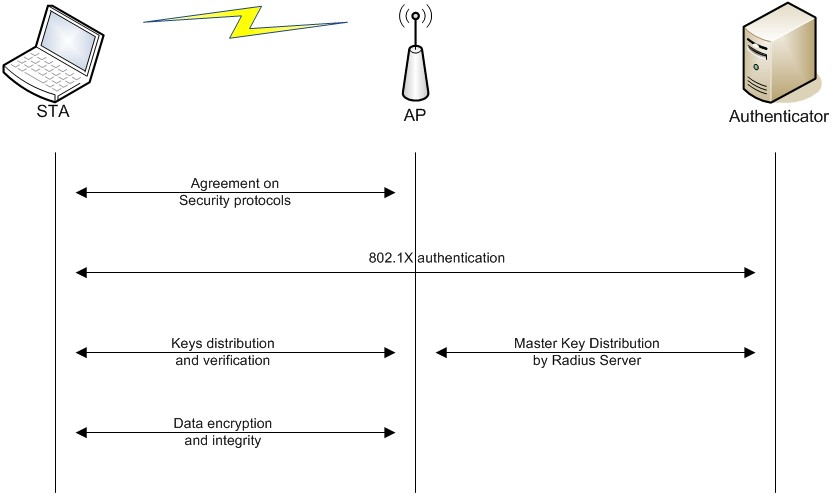 STA
AP
Authenticator
Agreement on
Security protocols
802.1X authentication
Keys distribution
and verification
Master Key Distribution
by Radius Server
Data encryption
and integrity